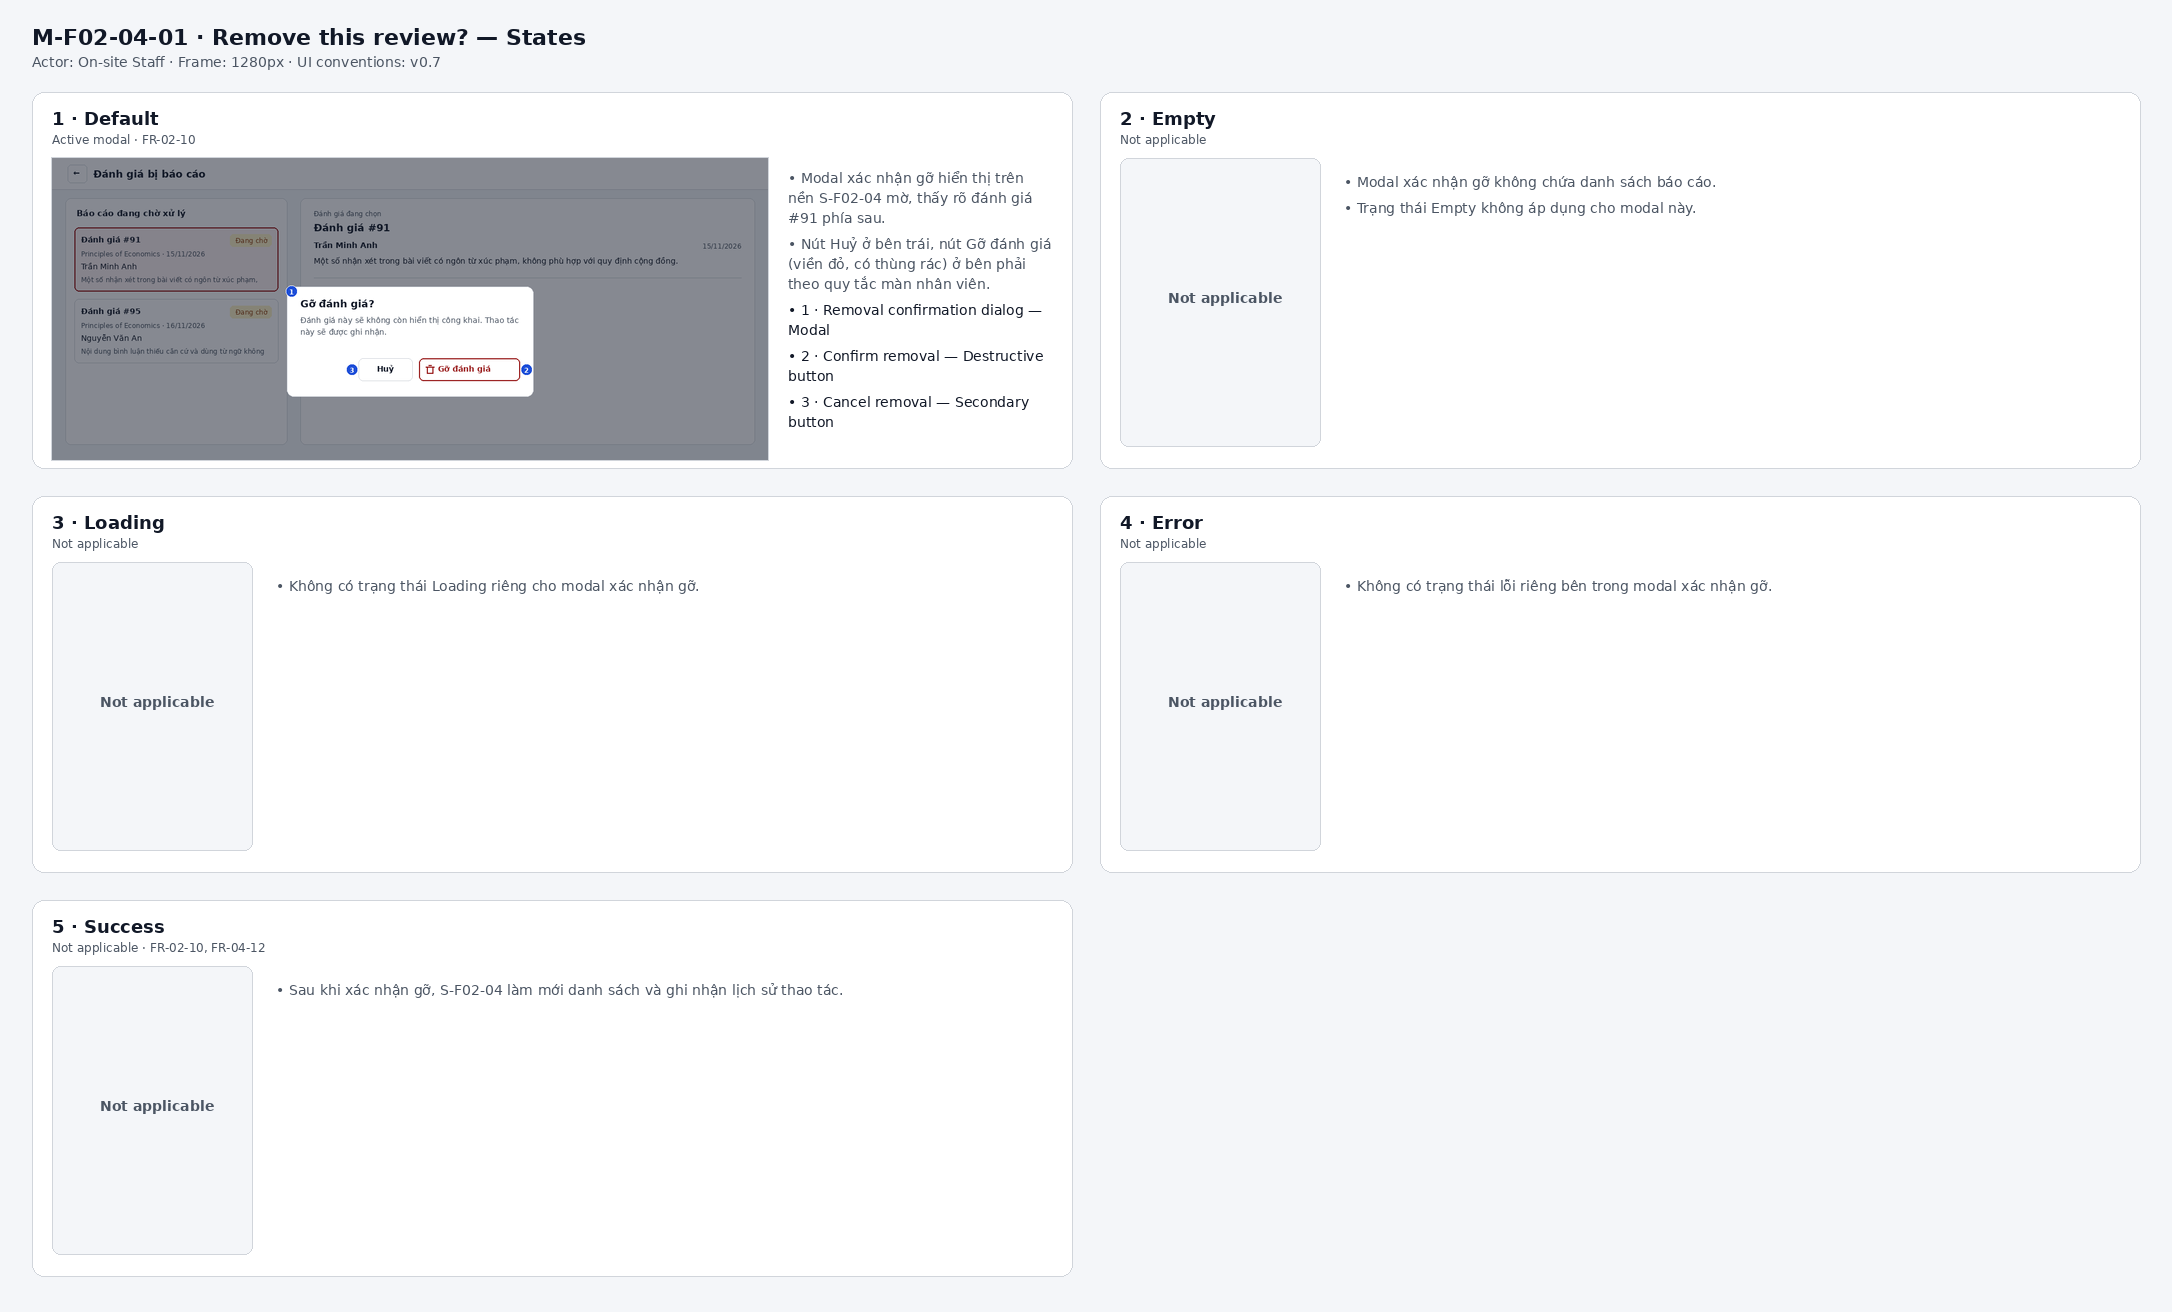 M-F02-04-01 · Remove this review? — States
Actor: On-site Staff · Frame: 1280px · UI conventions: v0.7
1 · Default
Active modal · FR-02-10
←
Đánh giá bị báo cáo
Báo cáo đang chờ xử lý
Đánh giá #91
Đang chờ
Principles of Economics · 15/11/2026
Trần Minh Anh
Một số nhận xét trong bài viết có ngôn từ xúc phạm.
Đánh giá #95
Đang chờ
Principles of Economics · 16/11/2026
Nguyễn Văn An
Nội dung bình luận thiếu căn cứ và dùng từ ngữ không
Đánh giá đang chọn
Đánh giá #91
Trần Minh Anh
15/11/2026
Một số nhận xét trong bài viết có ngôn từ xúc phạm, không phù hợp với quy định cộng đồng.
1
Gỡ đánh giá?
Đánh giá này sẽ không còn hiển thị công khai. Thao tác
này sẽ được ghi nhận.
3
Huỷ
Gỡ đánh giá
2
• Modal xác nhận gỡ hiển thị trên
nền S-F02-04 mờ, thấy rõ đánh giá
#91 phía sau.
• Nút Huỷ ở bên trái, nút Gỡ đánh giá
(viền đỏ, có thùng rác) ở bên phải
theo quy tắc màn nhân viên.
• 1 · Removal confirmation dialog —
Modal
• 2 · Confirm removal — Destructive
button
• 3 · Cancel removal — Secondary
button
2 · Empty
Not applicable
Not applicable
• Modal xác nhận gỡ không chứa danh sách báo cáo.
• Trạng thái Empty không áp dụng cho modal này.
3 · Loading
Not applicable
Not applicable
• Không có trạng thái Loading riêng cho modal xác nhận gỡ.
4 · Error
Not applicable
Not applicable
• Không có trạng thái lỗi riêng bên trong modal xác nhận gỡ.
5 · Success
Not applicable · FR-02-10, FR-04-12
Not applicable
• Sau khi xác nhận gỡ, S-F02-04 làm mới danh sách và ghi nhận lịch sử thao tác.